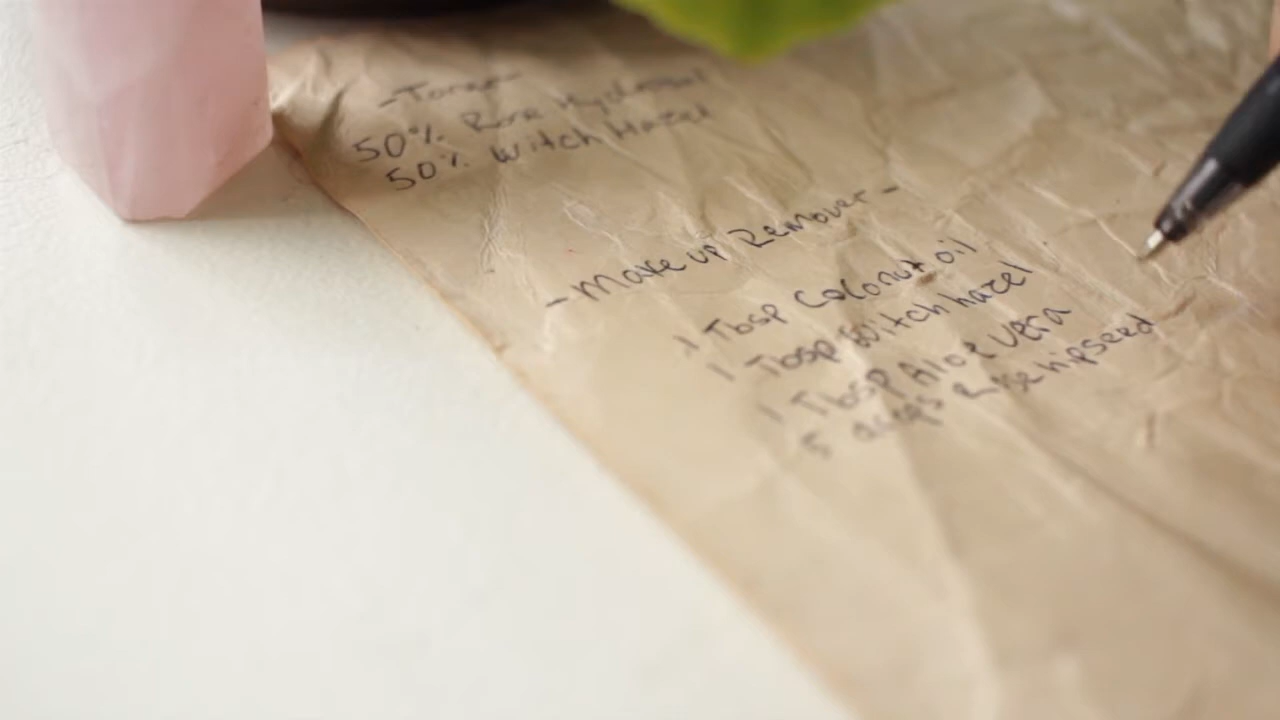 -Toner-
50% Rose Hydrosol
50% Witch Hazel
-Make up Remover-
1 Tbsp Coconut oil
1 Tbsp Witch hazel
1 Tbsp Aloe vera
5 drops Rosehipseed